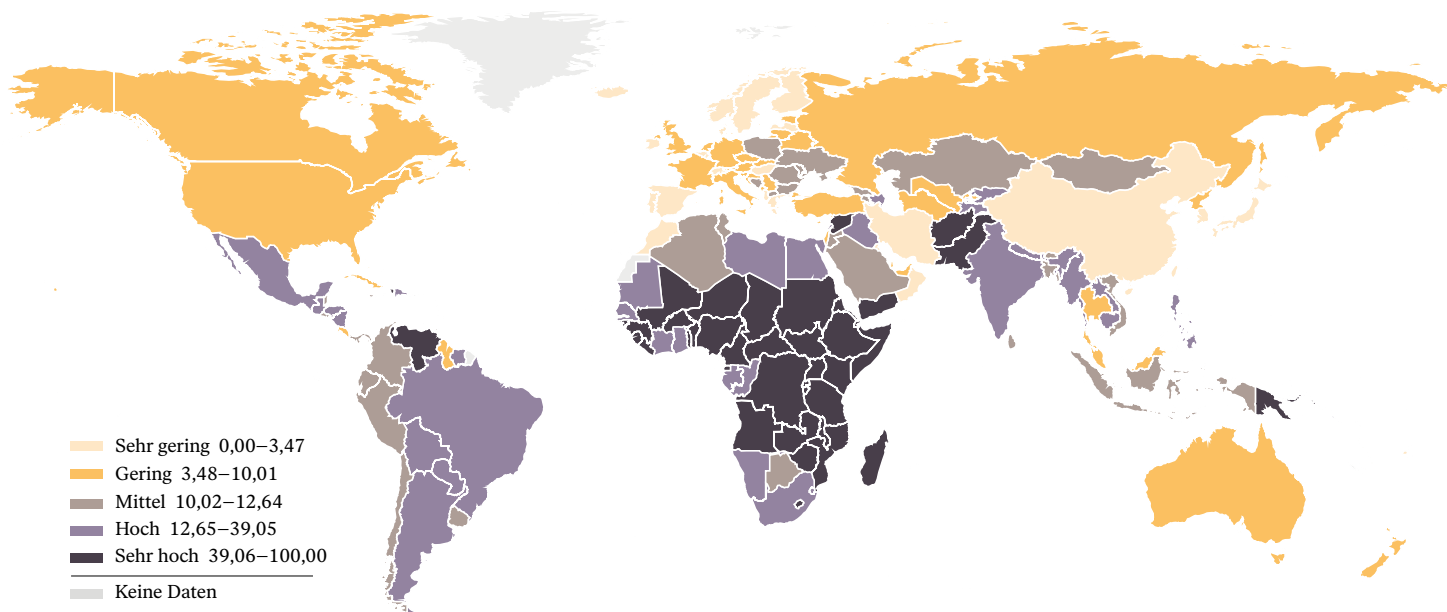 Sehr gering 0,00–3,47
Gering 3,48–10,01
Mittel 10,02–12,64
Hoch 12,65–39,05
Sehr hoch 39,06–100,00
Keine Daten